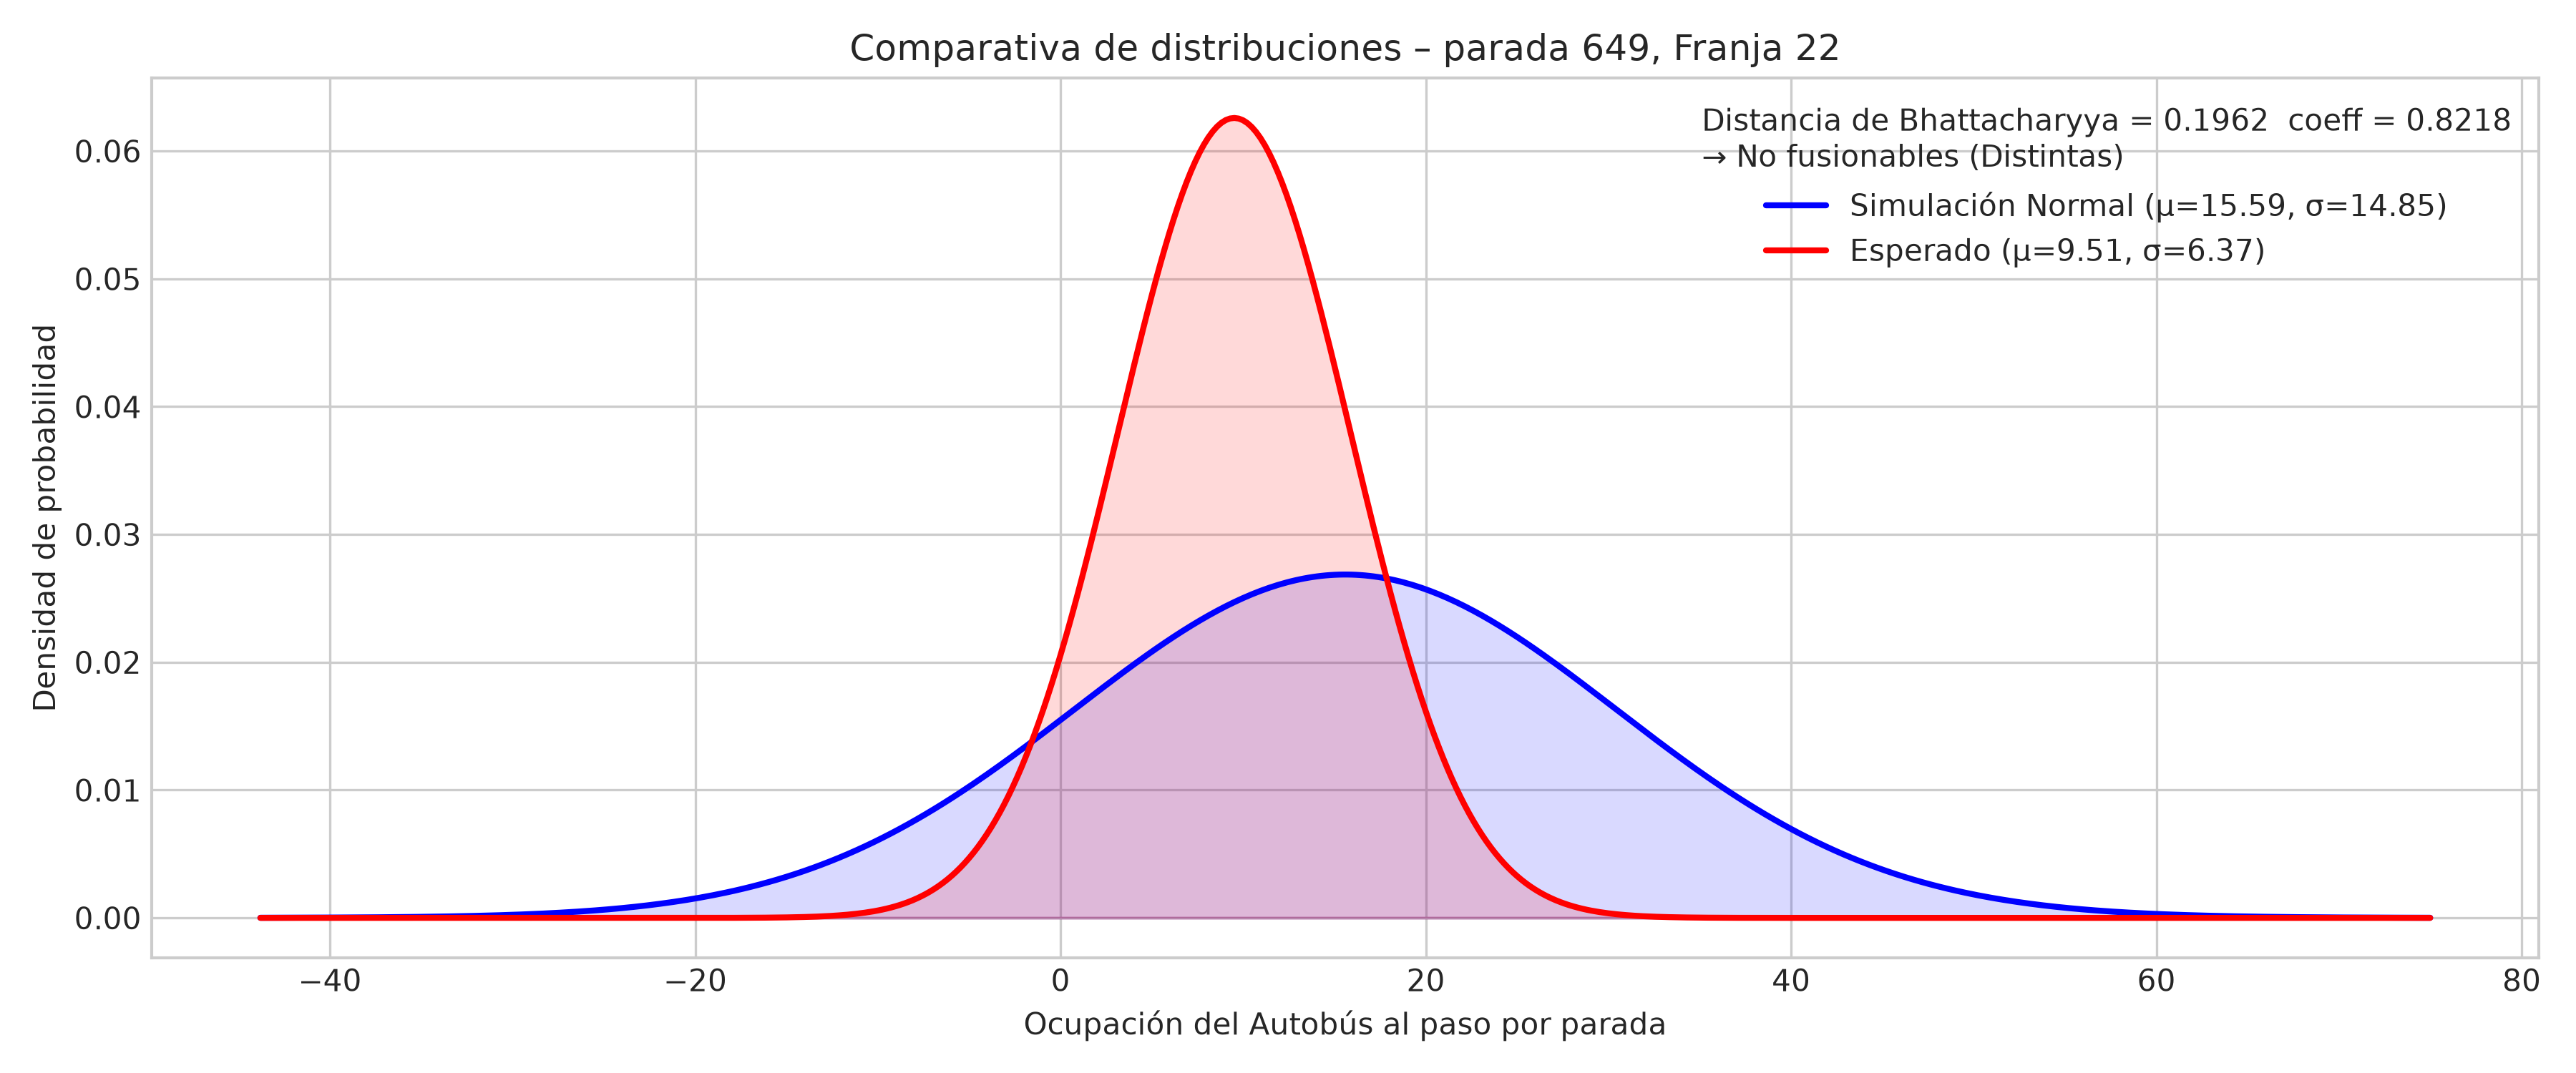 Comparativa de distribuciones – parada 649, Franja 22
Distancia de Bhattacharyya = 0.1962  coeff = 0.8218
→ No fusionables (Distintas)
Simulación Normal (μ=15.59, σ=14.85)
Esperado (μ=9.51, σ=6.37)
Densidad de probabilidad
0.06
0.05
0.04
0.03
0.02
0.01
0.00
−40 −20 0 20 40 60 80
Ocupación del Autobús al paso por parada